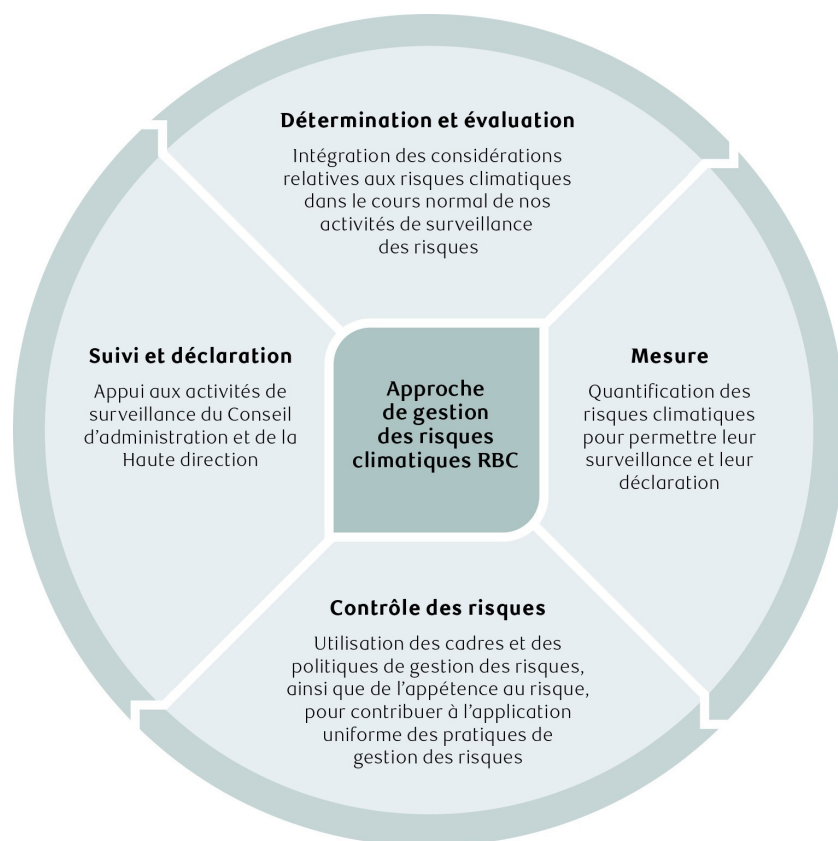 Détermination et évaluation
Intégration des considérations
relatives aux risques climatiques
dans le cours normal de nos
activités de surveillance
des risques
Suivi et déclaration
Appui aux activités de
surveillance du Conseil
d’administration et de la
Haute direction
Approche
de gestion
des risques
climatiques RBC
Mesure
Quantification des
risques climatiques
pour permettre leur
surveillance et leur
déclaration
Contrôle des risques
Utilisation des cadres et des
politiques de gestion des risques,
ainsi que de l’appétence au risque,
pour contribuer à l’application
uniforme des pratiques de
gestion des risques